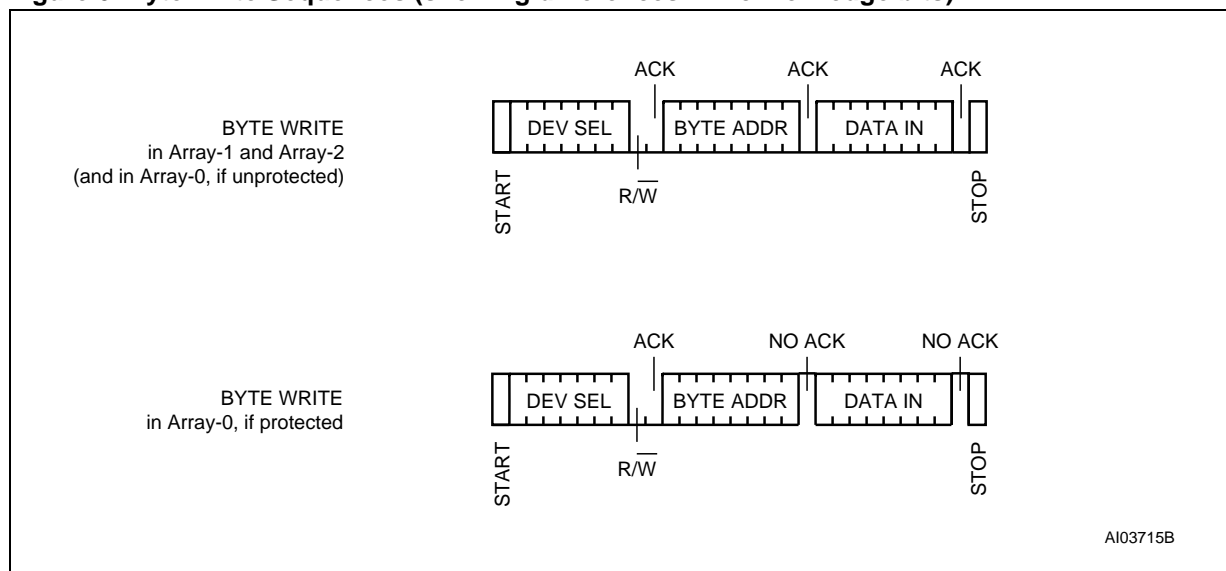 ACK ACK ACK
BYTE WRITE
in Array-1 and Array-2
(and in Array-0, if unprotected)
DEV SEL BYTE ADDR DATA IN
R/W̅
START
STOP
ACK NO ACK NO ACK
BYTE WRITE
in Array-0, if protected
DEV SEL BYTE ADDR DATA IN
R/W̅
START
STOP
AI03715B